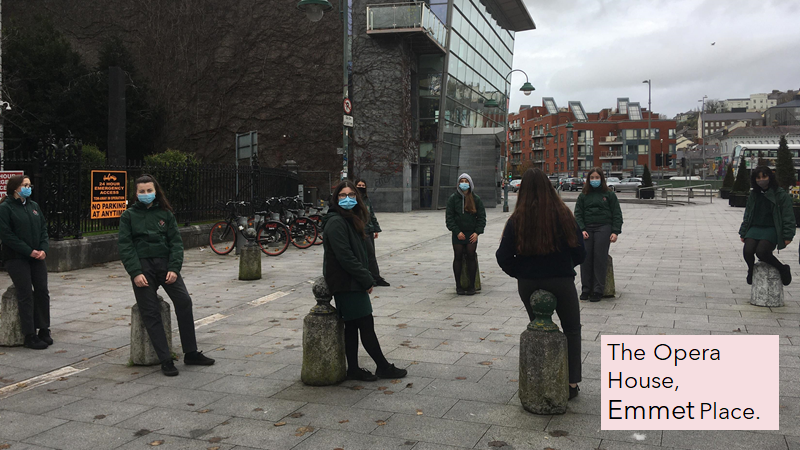 24 HOUR
EMERGENCY
ACCESS
NO PARKING
AT ANYTIME
The Opera
House,
Emmet Place.